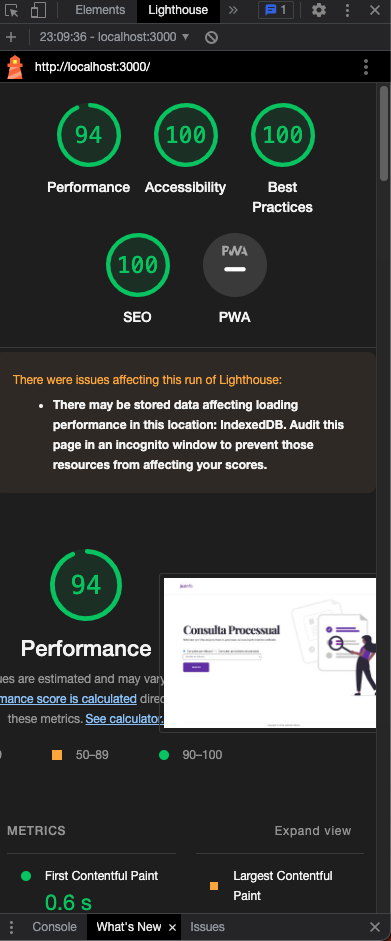 Elements
Lighthouse
1
23:09:36 - localhost:3000
http://localhost:3000/
94
100
100
Performance
Accessibility
Best
Practices
100
PWA
SEO
PWA
There were issues affecting this run of Lighthouse:
• There may be stored data affecting loading
performance in this location: IndexedDB. Audit this
page in an incognito window to prevent those
resources from affecting your scores.
94
Performance
Consulta Processual
ues are estimated and may vary
mance score is calculated direc
these metrics. See calculator.
50–89
90–100
METRICS
Expand view
First Contentful Paint
0.6 s
Largest Contentful
Paint
Console
What's New
Issues